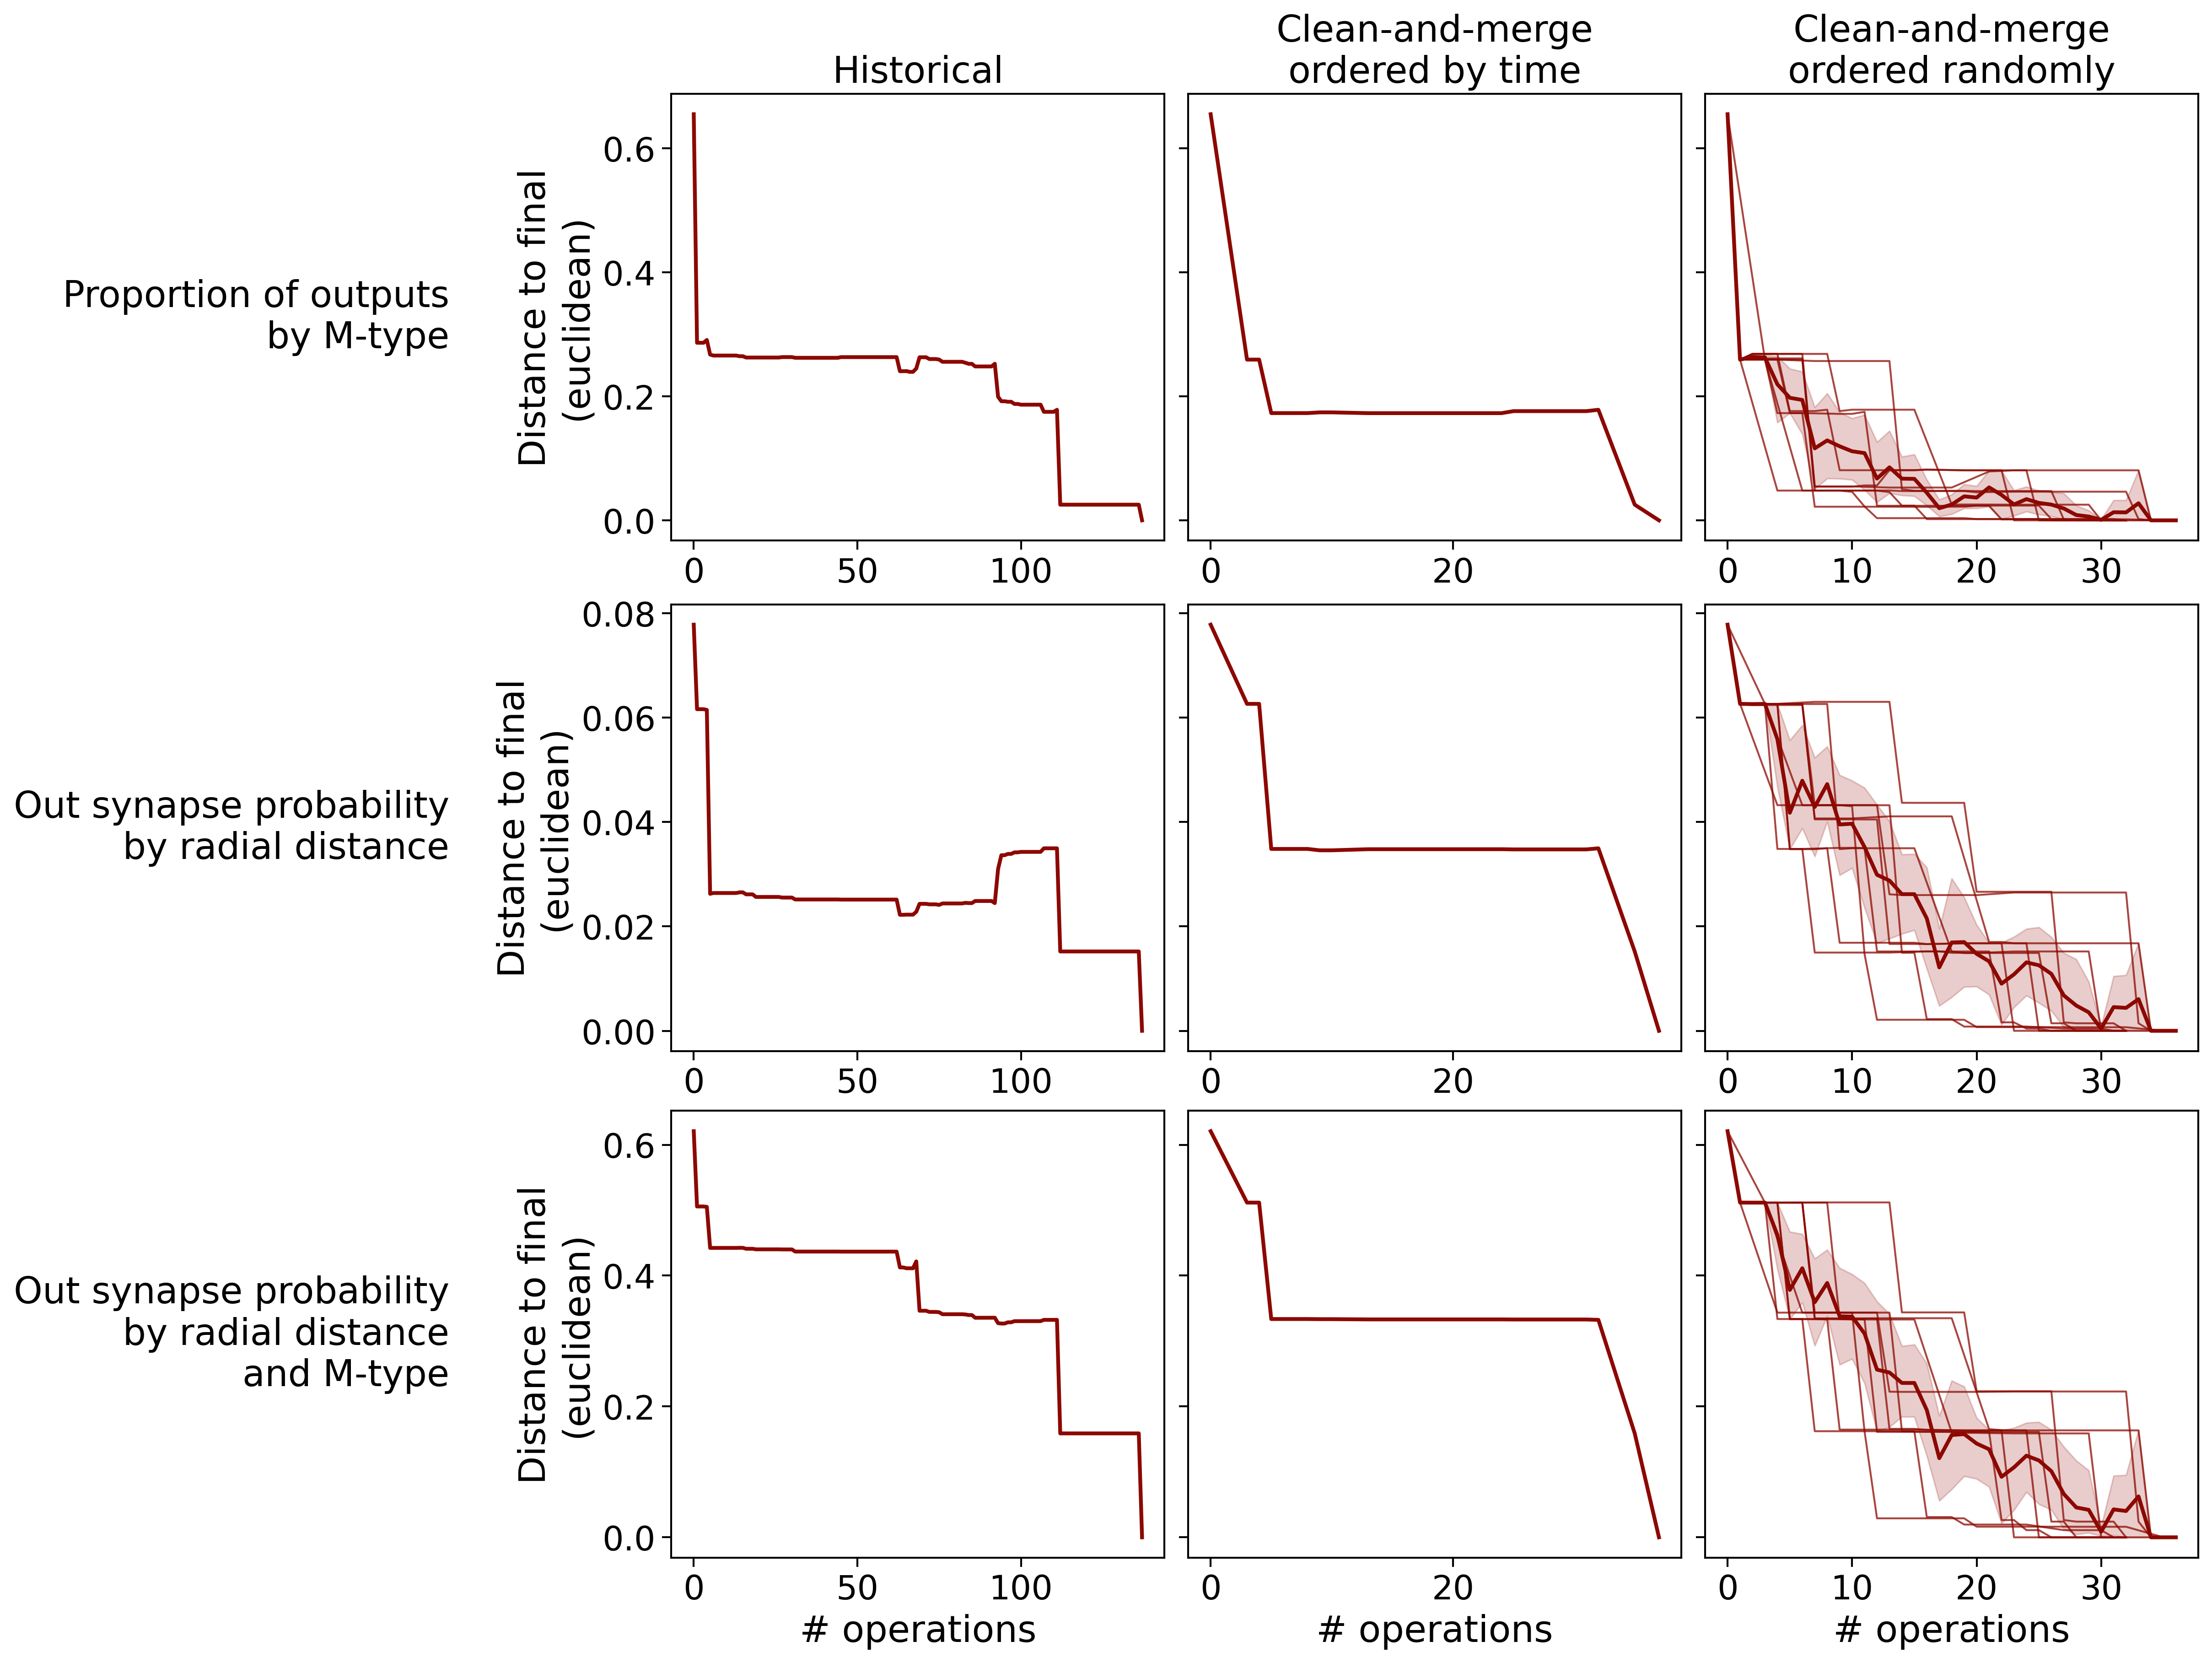 Historical
Clean-and-merge
ordered by time
Clean-and-merge
ordered randomly
Proportion of outputs
by M-type
Distance to final
(euclidean)
0.6
0.4
0.2
0.0
0 50 100
0 20
0 10 20 30
Out synapse probability
by radial distance
Distance to final
(euclidean)
0.08
0.06
0.04
0.02
0.00
0 50 100
0 20
0 10 20 30
Out synapse probability
by radial distance
and M-type
Distance to final
(euclidean)
0.6
0.4
0.2
0.0
0 50 100
0 20
0 10 20 30
# operations
# operations
# operations